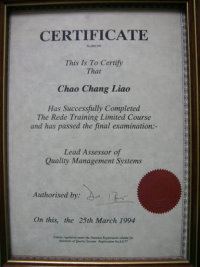 CERTIFICATE
This Is To Certify
That
Chao Chang Liao
Has Successfully Completed
The Rede Training Limited Course
and has passed the final examination:-
Lead Assessor of
Quality Management Systems
Authorised by:
On this, the 25th March 1994